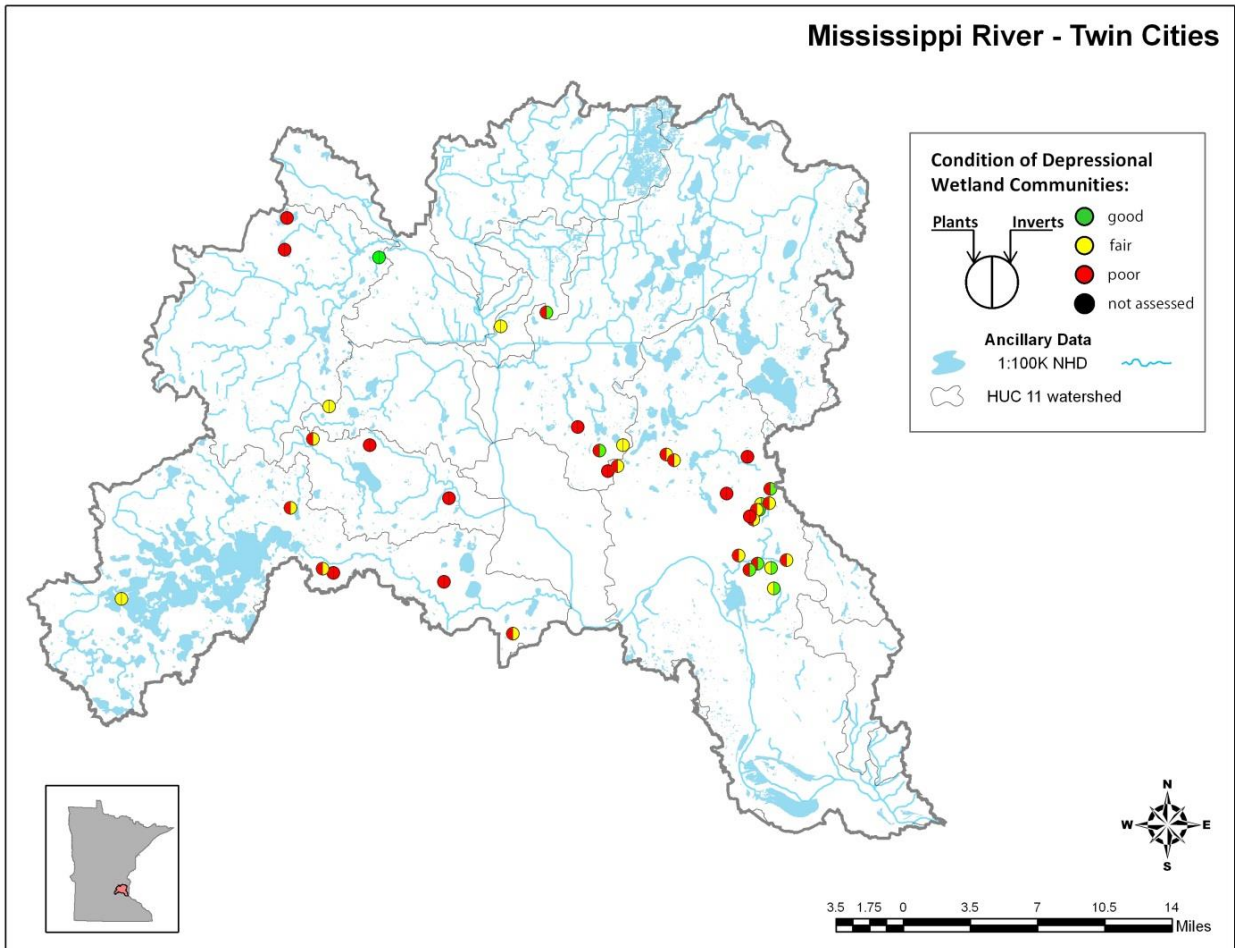 Mississippi River - Twin Cities
Condition of Depressional
Wetland Communities:
Plants
Inverts
good
fair
poor
not assessed
Ancillary Data
1:100K NHD
HUC 11 watershed
N
W
E
S
3.5 1.75 0 3.5 7 10.5 14
Miles